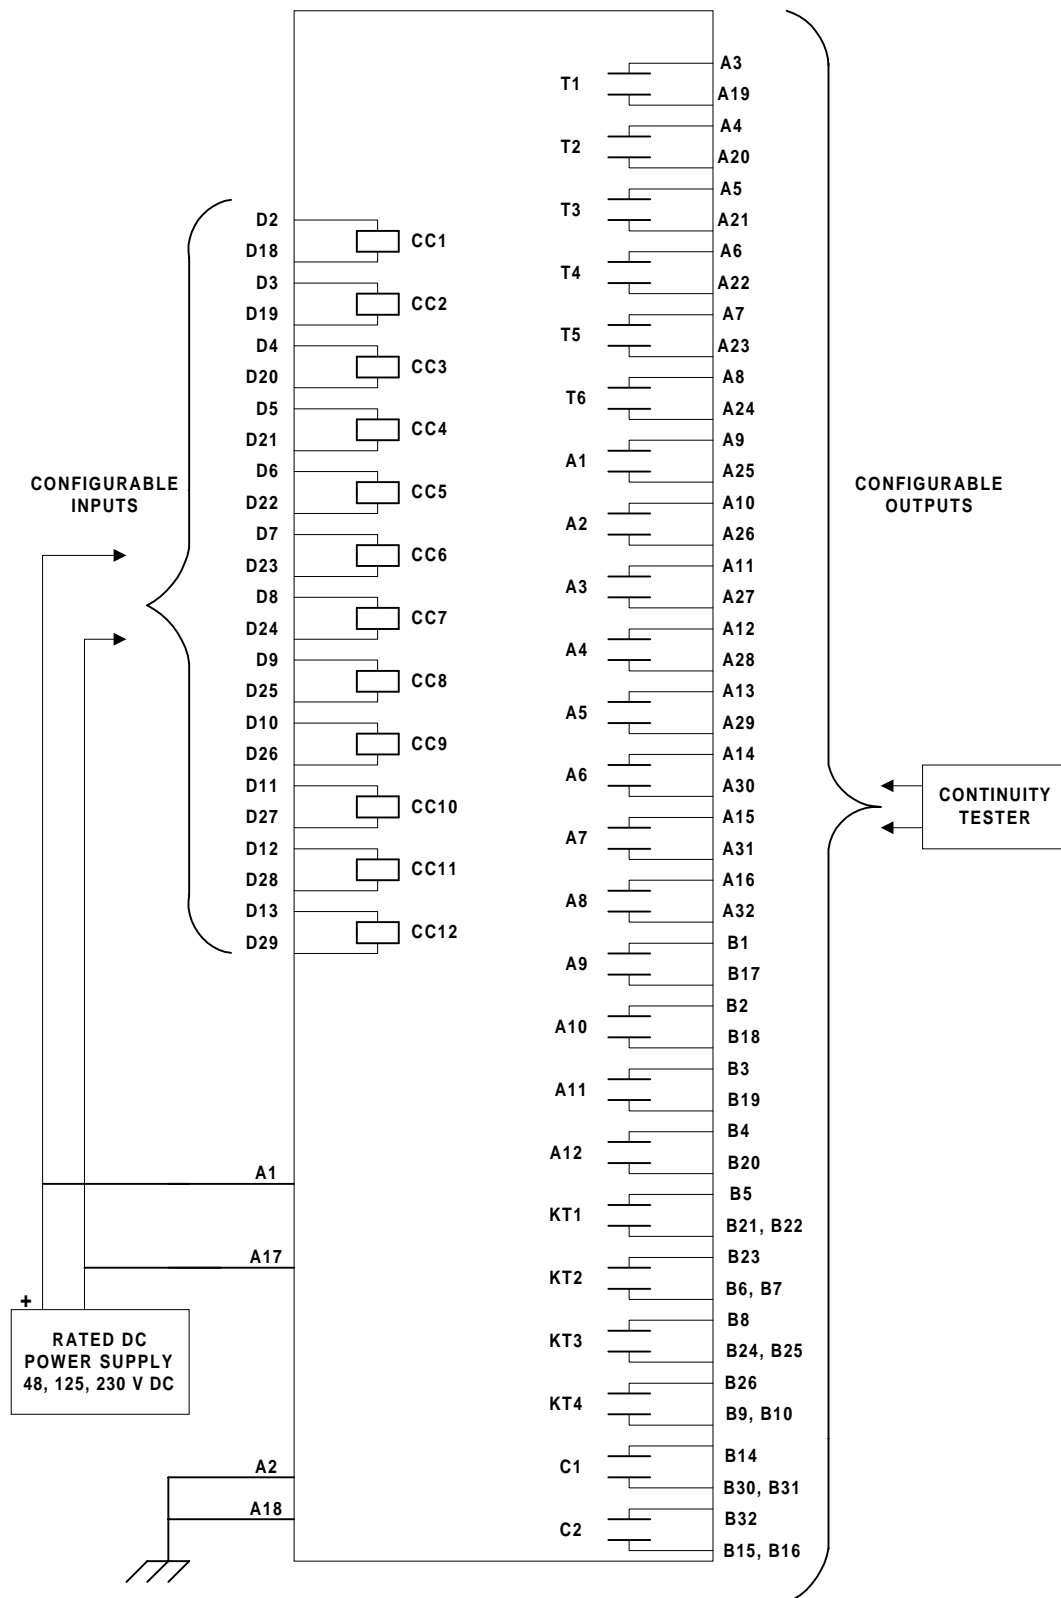 A3
T1
A19
A4
T2
A20
A5
T3
A21
A6
T4
A22
A7
T5
A23
A8
T6
A24
A9
A1
A25
A10
A2
A26
A11
A3
A27
A12
A4
A28
A13
A5
A29
A14
A6
A30
A15
A7
A31
A16
A8
A32
B1
A9
B17
B2
A10
B18
B3
A11
B19
B4
A12
B20
B5
KT1
B21, B22
B23
KT2
B6, B7
B8
KT3
B24, B25
B26
KT4
B9, B10
B14
C1
B30, B31
B32
C2
B15, B16
D2
CC1
D18
D3
CC2
D19
D4
CC3
D20
D5
CC4
D21
D6
CC5
D22
D7
CC6
D23
D8
CC7
D24
D9
CC8
D25
D10
CC9
D26
D11
CC10
D27
D12
CC11
D28
D13
CC12
D29
CONFIGURABLE
INPUTS
CONFIGURABLE
OUTPUTS
CONTINUITY
TESTER
A1
A17
+
RATED DC
POWER SUPPLY
48, 125, 230 V DC
A2
A18